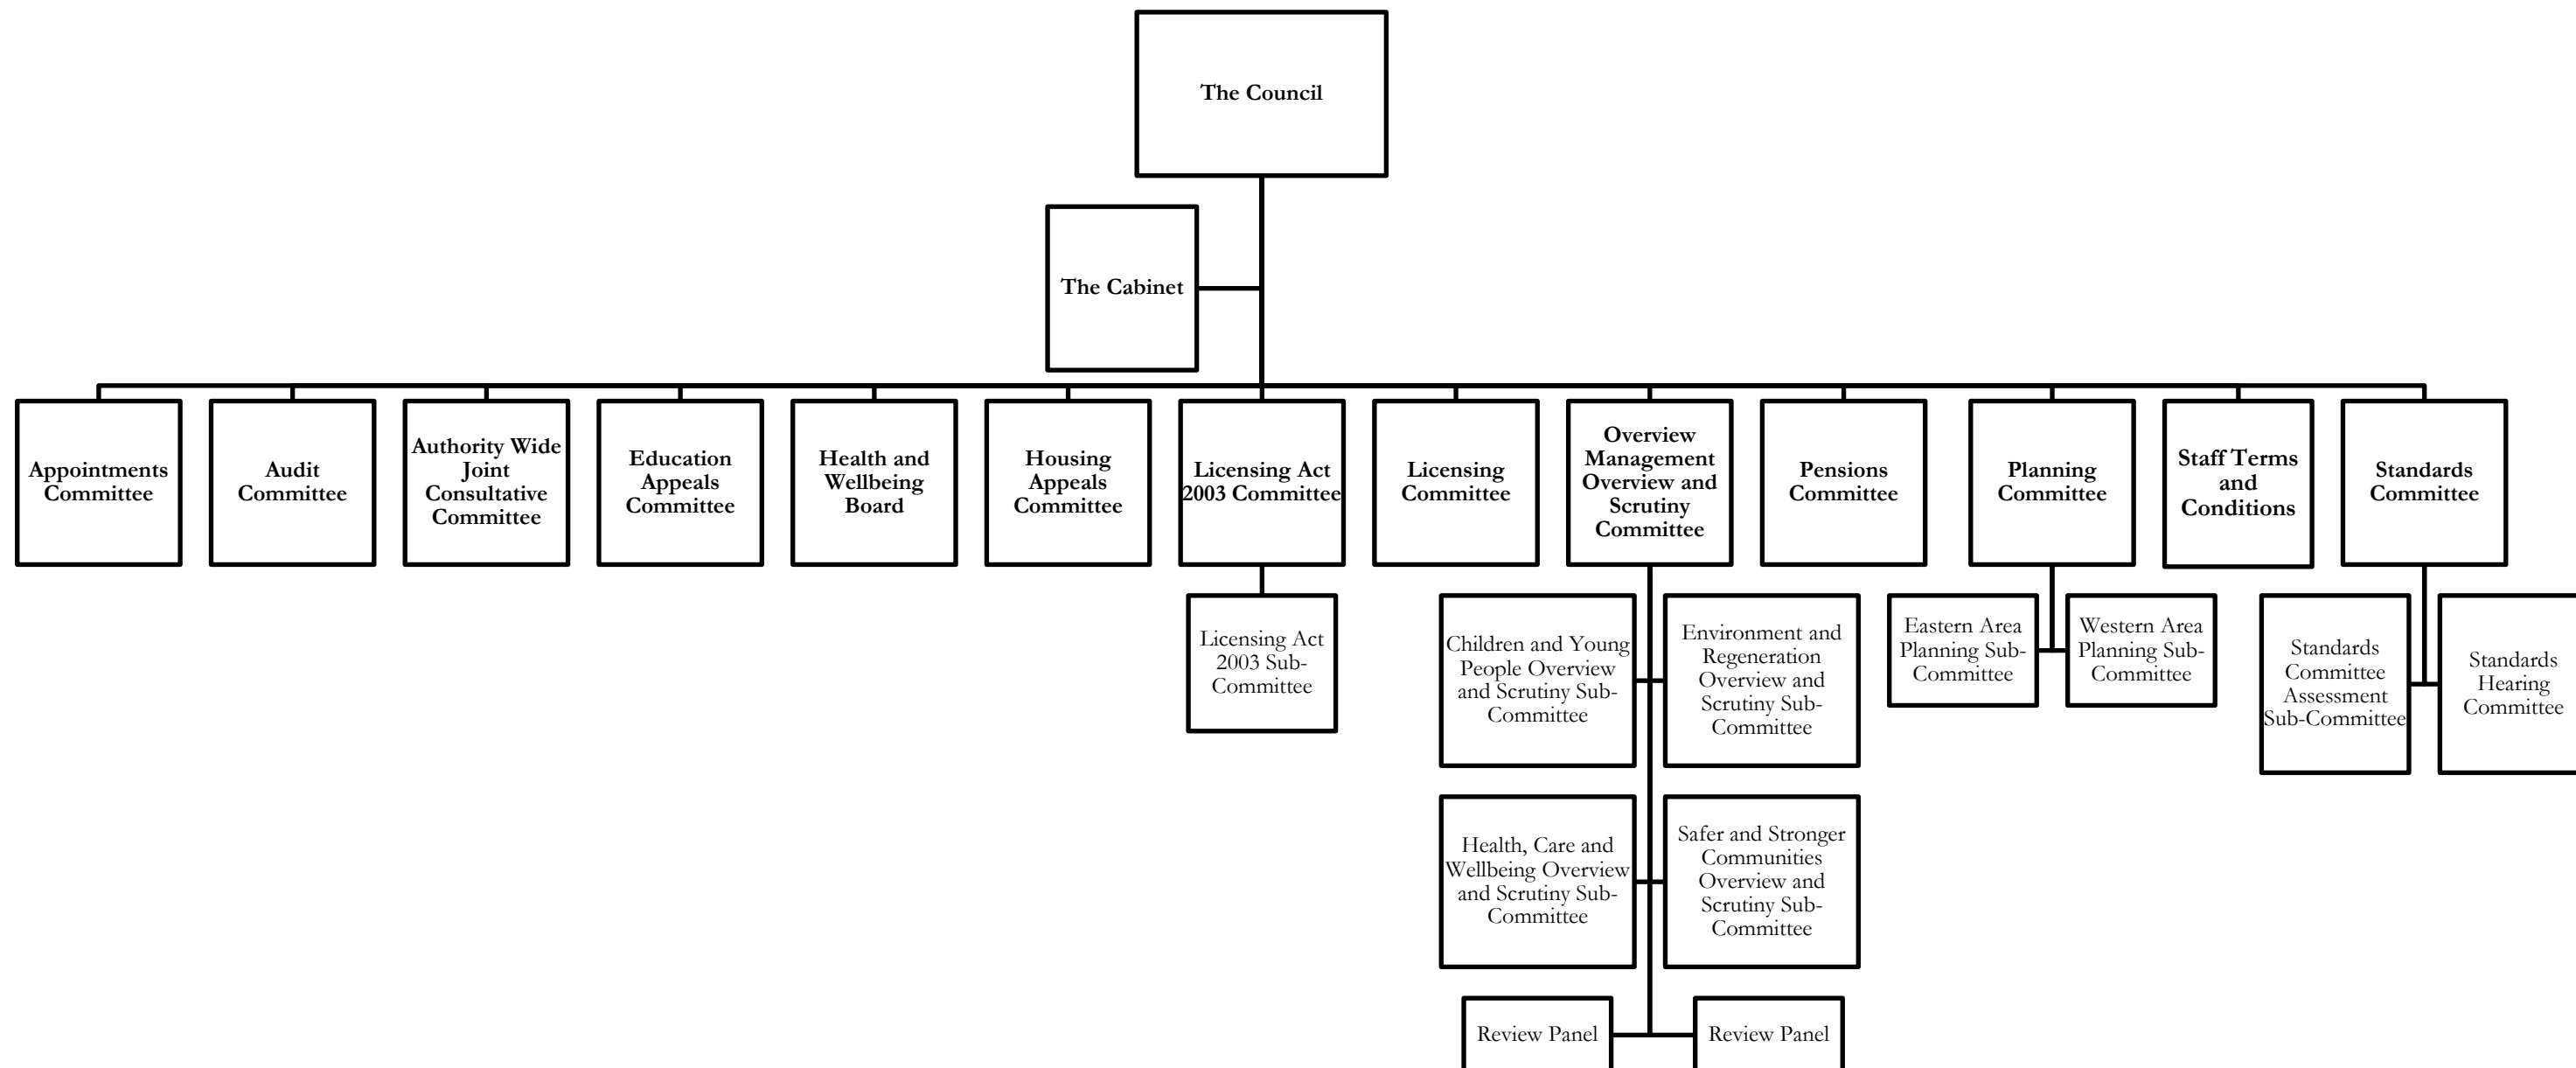 The Council
The Cabinet
Appointments
Committee
Audit
Committee
Authority Wide
Joint
Consultative
Committee
Education
Appeals
Committee
Health and
Wellbeing
Board
Housing
Appeals
Committee
Licensing Act
2003 Committee
Licensing
Committee
Overview
Management
Overview and
Scrutiny
Committee
Pensions
Committee
Planning
Committee
Staff Terms
and
Conditions
Standards
Committee
Licensing Act
2003 Sub-
Committee
Children and Young
People Overview
and Scrutiny Sub-
Committee
Environment and
Regeneration
Overview and
Scrutiny Sub-
Committee
Eastern Area
Planning Sub-
Committee
Western Area
Planning Sub-
Committee
Standards
Committee
Assessment
Sub-Committee
Standards
Hearing
Committee
Health, Care and
Wellbeing Overview
and Scrutiny Sub-
Committee
Safer and Stronger
Communities
Overview and
Scrutiny Sub-
Committee
Review Panel
Review Panel